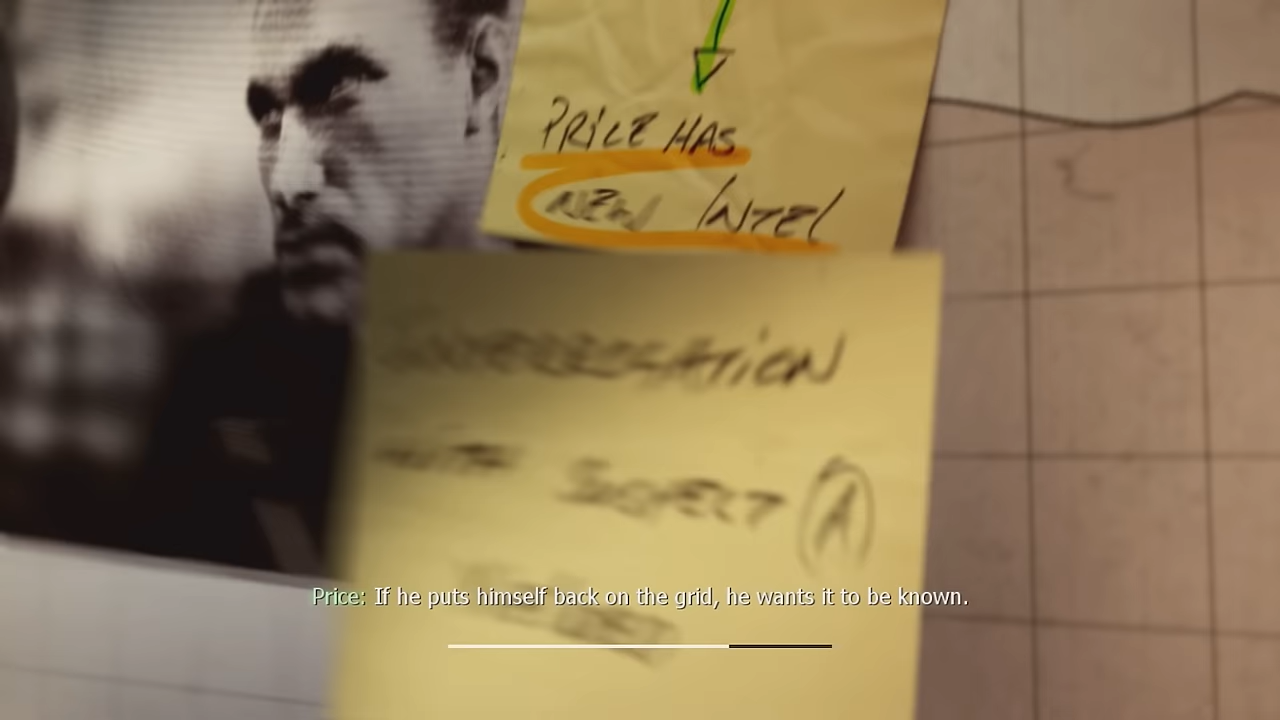 PRICE HAS
NEW INTEL
INTERROGATION
WITH SUSPECT A
Price: If he puts himself back on the grid, he wants it to be known.